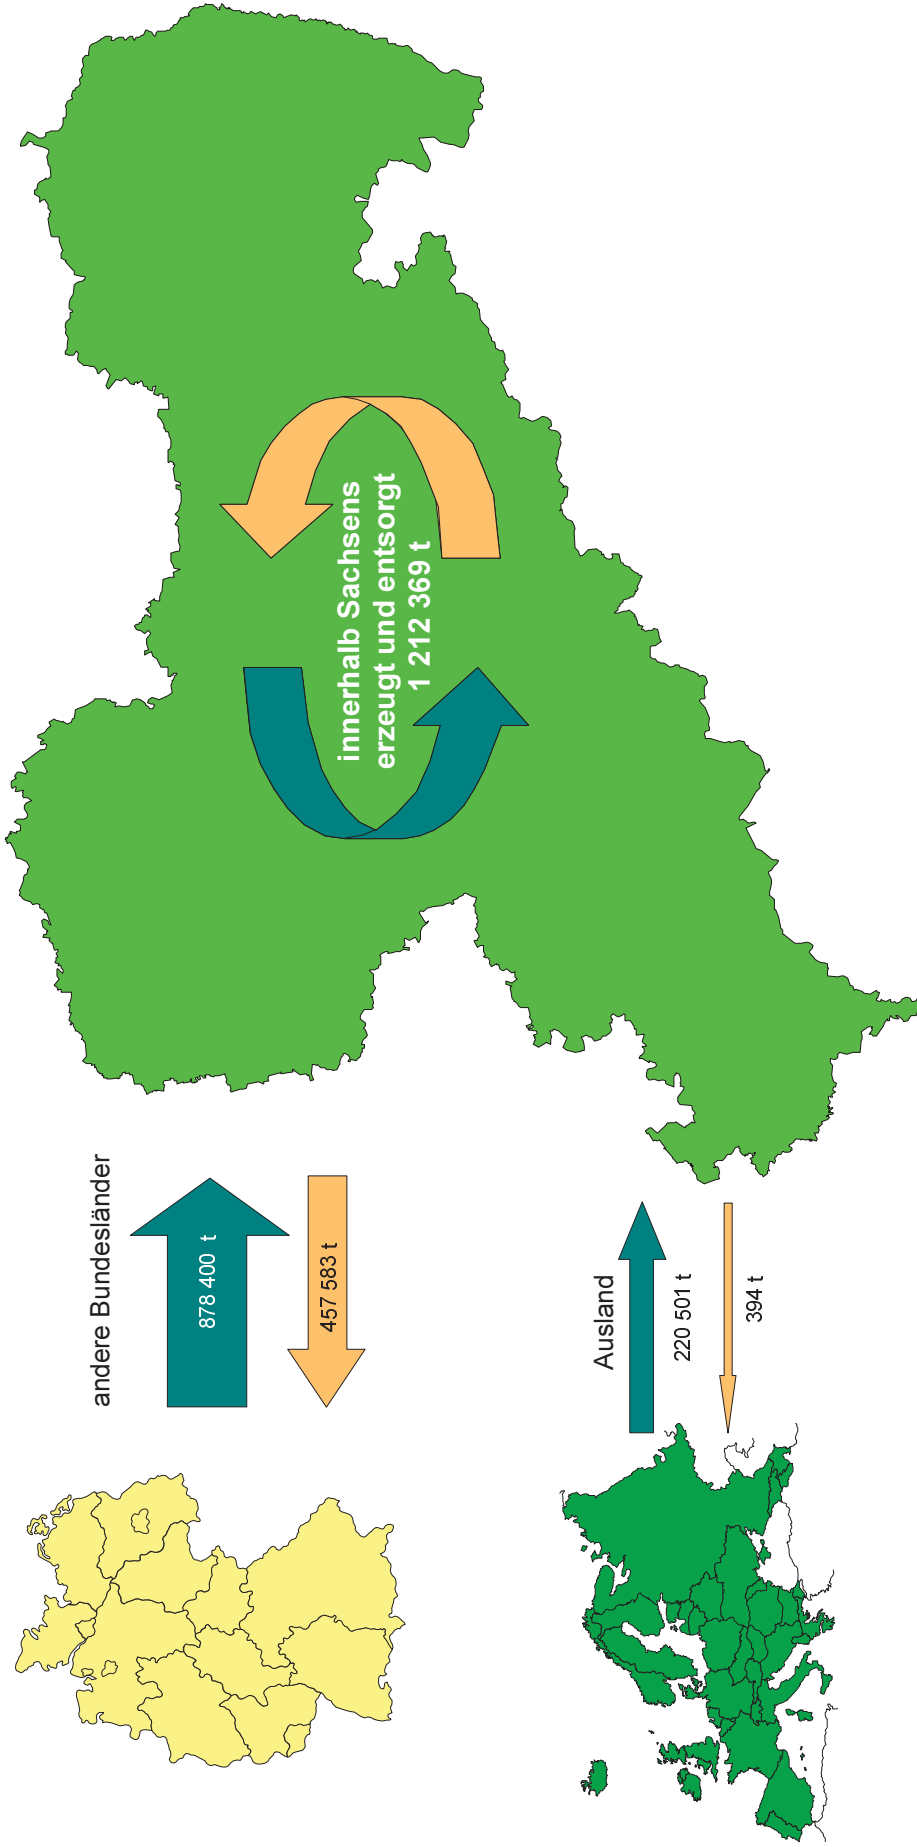 andere Bundesländer
878 400 t
457 583 t
Ausland
220 501 t
394 t
innerhalb Sachsens
erzeugt und entsorgt
1 212 369 t